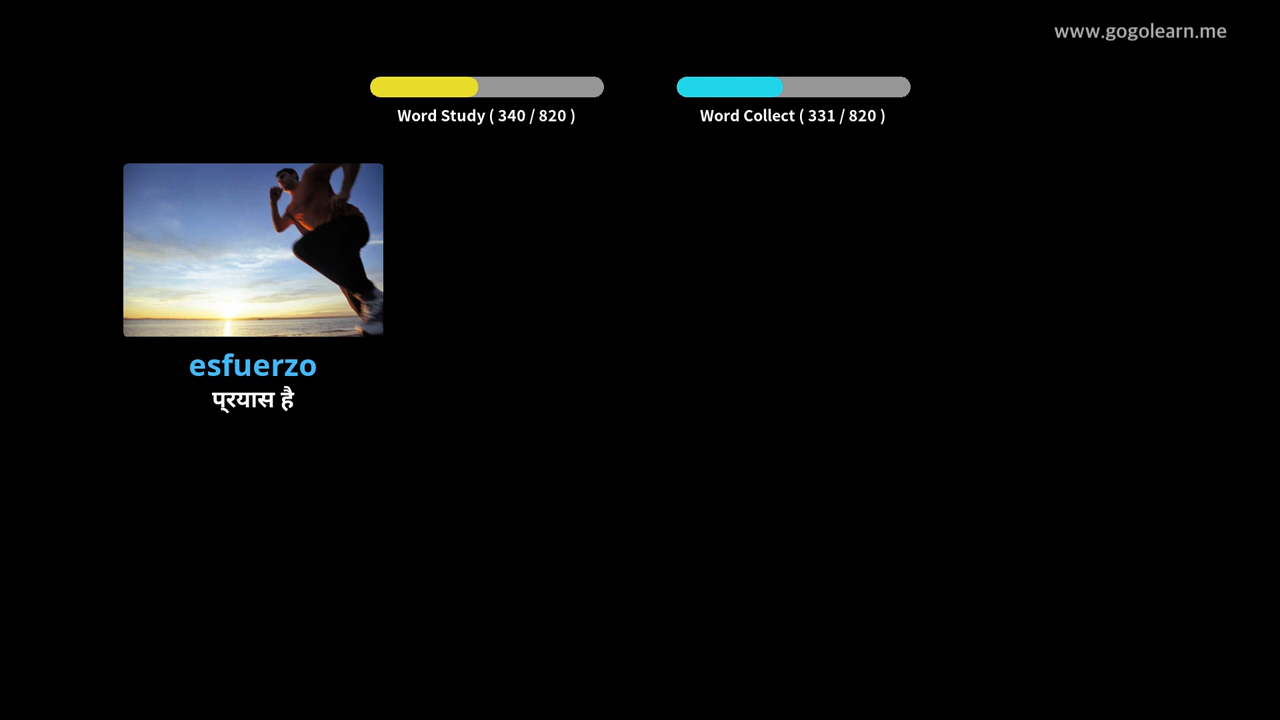 www.gogolearn.me
Word Study ( 340 / 820 )
Word Collect ( 331 / 820 )
esfuerzo
प्रयास है